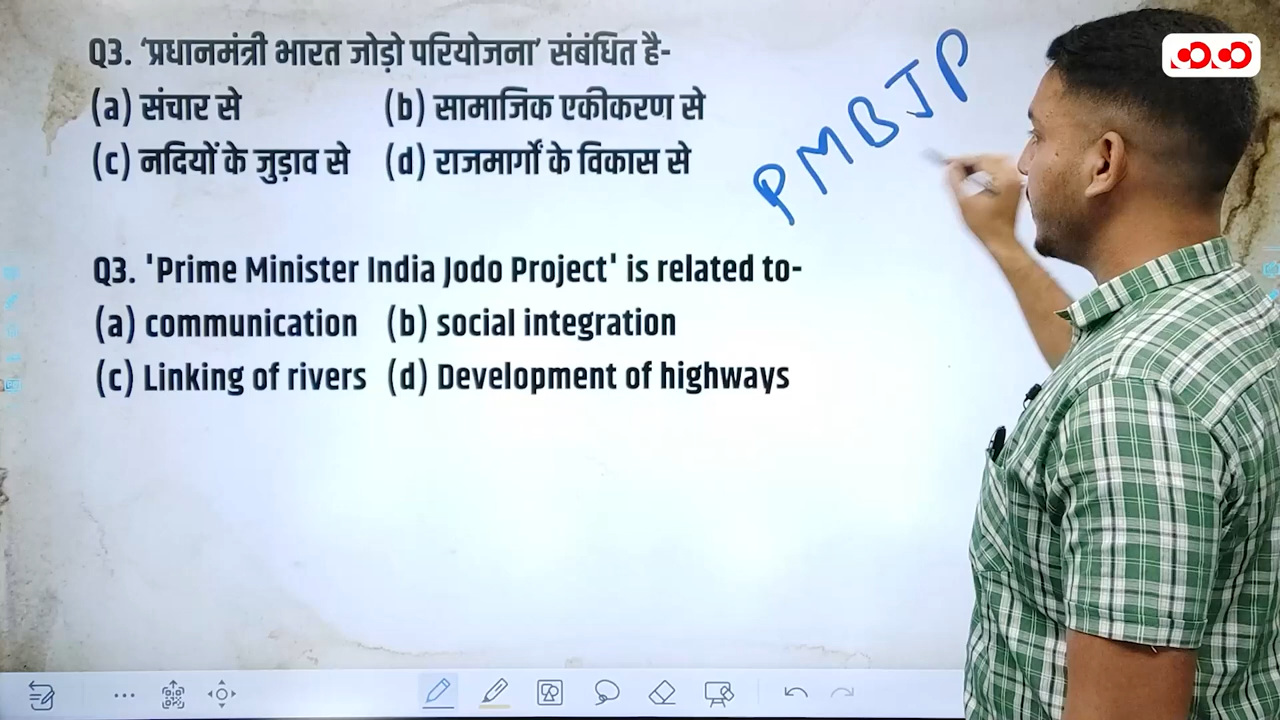 Q3. ‘प्रधानमंत्री भारत जोड़ो परियोजना’ संबंधित है-
(a) संचार से (b) सामाजिक एकीकरण से
(c) नदियों के जुड़ाव से (d) राजमार्गों के विकास से
PMBJP
Q3. 'Prime Minister India Jodo Project' is related to-
(a) communication (b) social integration
(c) Linking of rivers (d) Development of highways